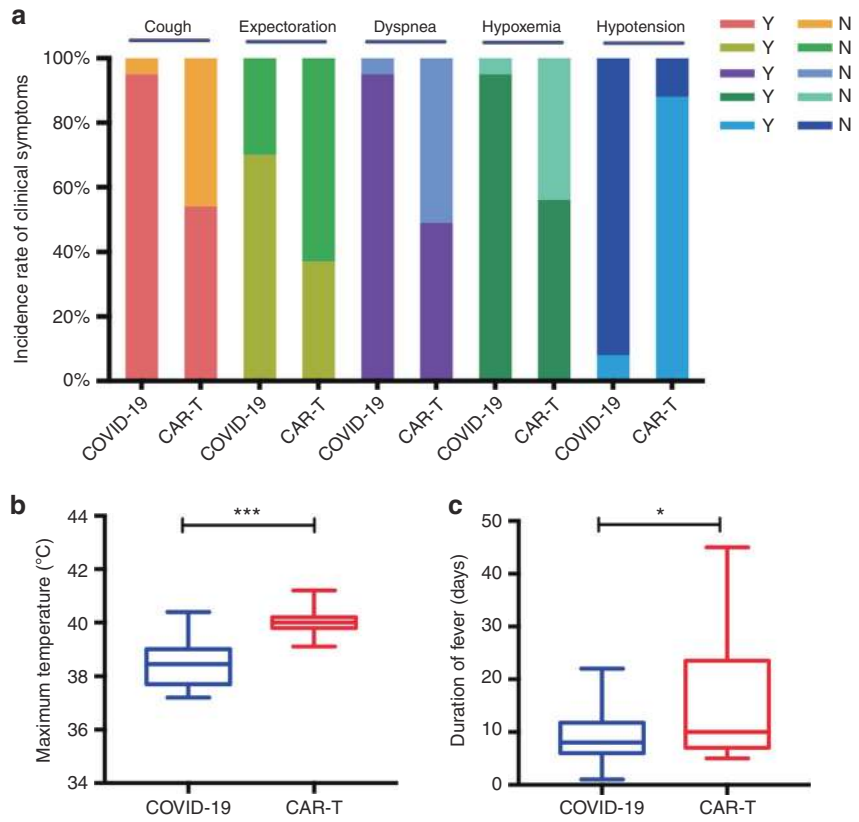 a
Cough Expectoration Dyspnea Hypoxemia Hypotension
Y N
Y N
Y N
Y N
Y N
Incidence rate of clinical symptoms
100%
80%
60%
40%
20%
0%
COVID-19 CAR-T COVID-19 CAR-T COVID-19 CAR-T COVID-19 CAR-T COVID-19 CAR-T
b
Maximum temperature (°C)
44
42
40
38
36
34
***
COVID-19 CAR-T
c
Duration of fever (days)
50
40
30
20
10
0
*
COVID-19 CAR-T